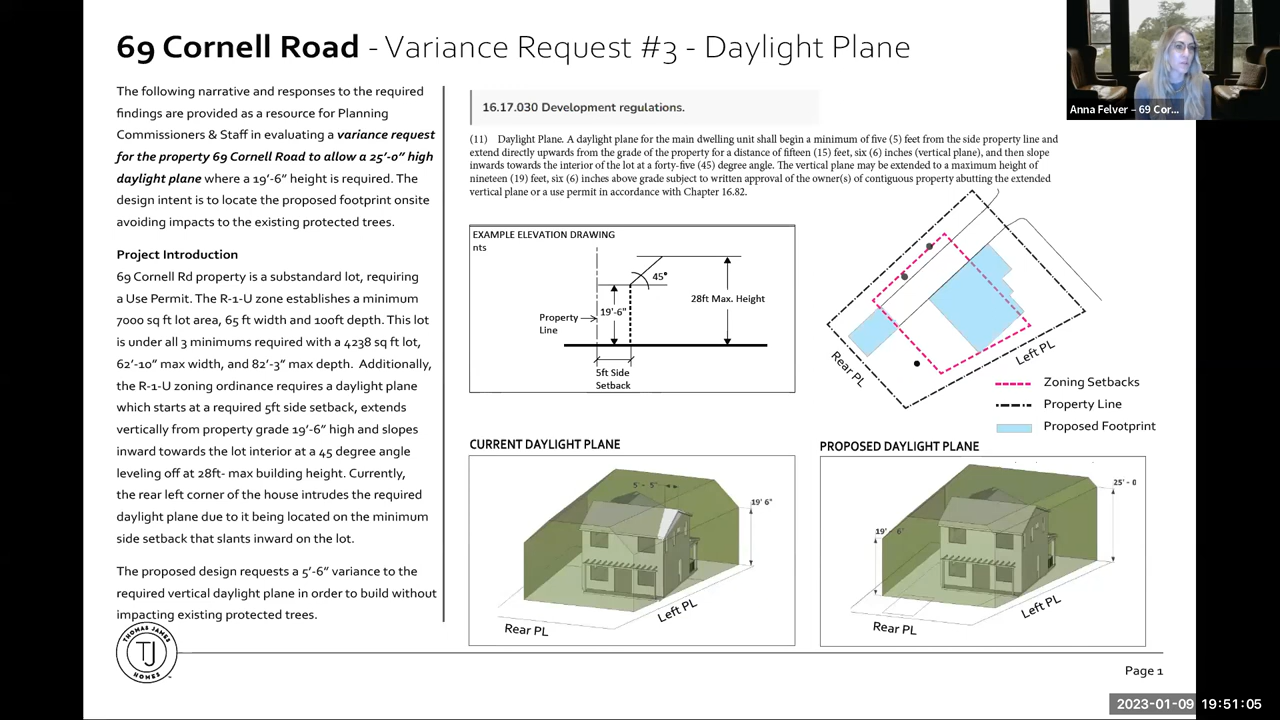 69 Cornell Road - Variance Request #3 - Daylight Plane
The following narrative and responses to the required
findings are provided as a resource for Planning
Commissioners & Staff in evaluating a variance request
for the property 69 Cornell Road to allow a 25'-0" high
daylight plane where a 19'-6" height is required. The
design intent is to locate the proposed footprint onsite
avoiding impacts to the existing protected trees.
Project Introduction
69 Cornell Rd property is a substandard lot, requiring
a Use Permit. The R-1-U zone establishes a minimum
7000 sq ft lot area, 65 ft width and 100ft depth. This lot
is under all 3 minimums required with a 4238 sq ft lot,
62'-10" max width, and 82'-3" max depth. Additionally,
the R-1-U zoning ordinance requires a daylight plane
which starts at a required 5ft side setback, extends
vertically from property grade 19'-6" high and slopes
inward towards the lot interior at a 45 degree angle
leveling off at 28ft- max building height. Currently,
the rear left corner of the house intrudes the required
daylight plane due to it being located on the minimum
side setback that slants inward on the lot.
The proposed design requests a 5'-6" variance to the
required vertical daylight plane in order to build without
impacting existing protected trees.
THOMAS JAMES
TJ
HOMES
16.17.030 Development regulations.
(11) Daylight Plane. A daylight plane for the main dwelling unit shall begin a minimum of five (5) feet from the side property line and
extend directly upwards from the grade of the property for a distance of fifteen (15) feet, six (6) inches (vertical plane), and then slope
inwards towards the interior of the lot at a forty-five (45) degree angle. The vertical plane may be extended to a maximum height of
nineteen (19) feet, six (6) inches above grade subject to written approval of the owner(s) of contiguous property abutting the extended
vertical plane or a use permit in accordance with Chapter 16.82.
EXAMPLE ELEVATION DRAWING
nts
45°
28ft Max. Height
19'-6"
Property
Line
5ft Side
Setback
Rear PL
Left PL
Zoning Setbacks
Property Line
Proposed Footprint
CURRENT DAYLIGHT PLANE
5' - 5"
19' 6"
Rear PL
Left PL
PROPOSED DAYLIGHT PLANE
25' - 0
19' - 6"
Rear PL
Left PL
Page 1
Anna Felver – 69 Cor...
2023-01-09 19:51:05